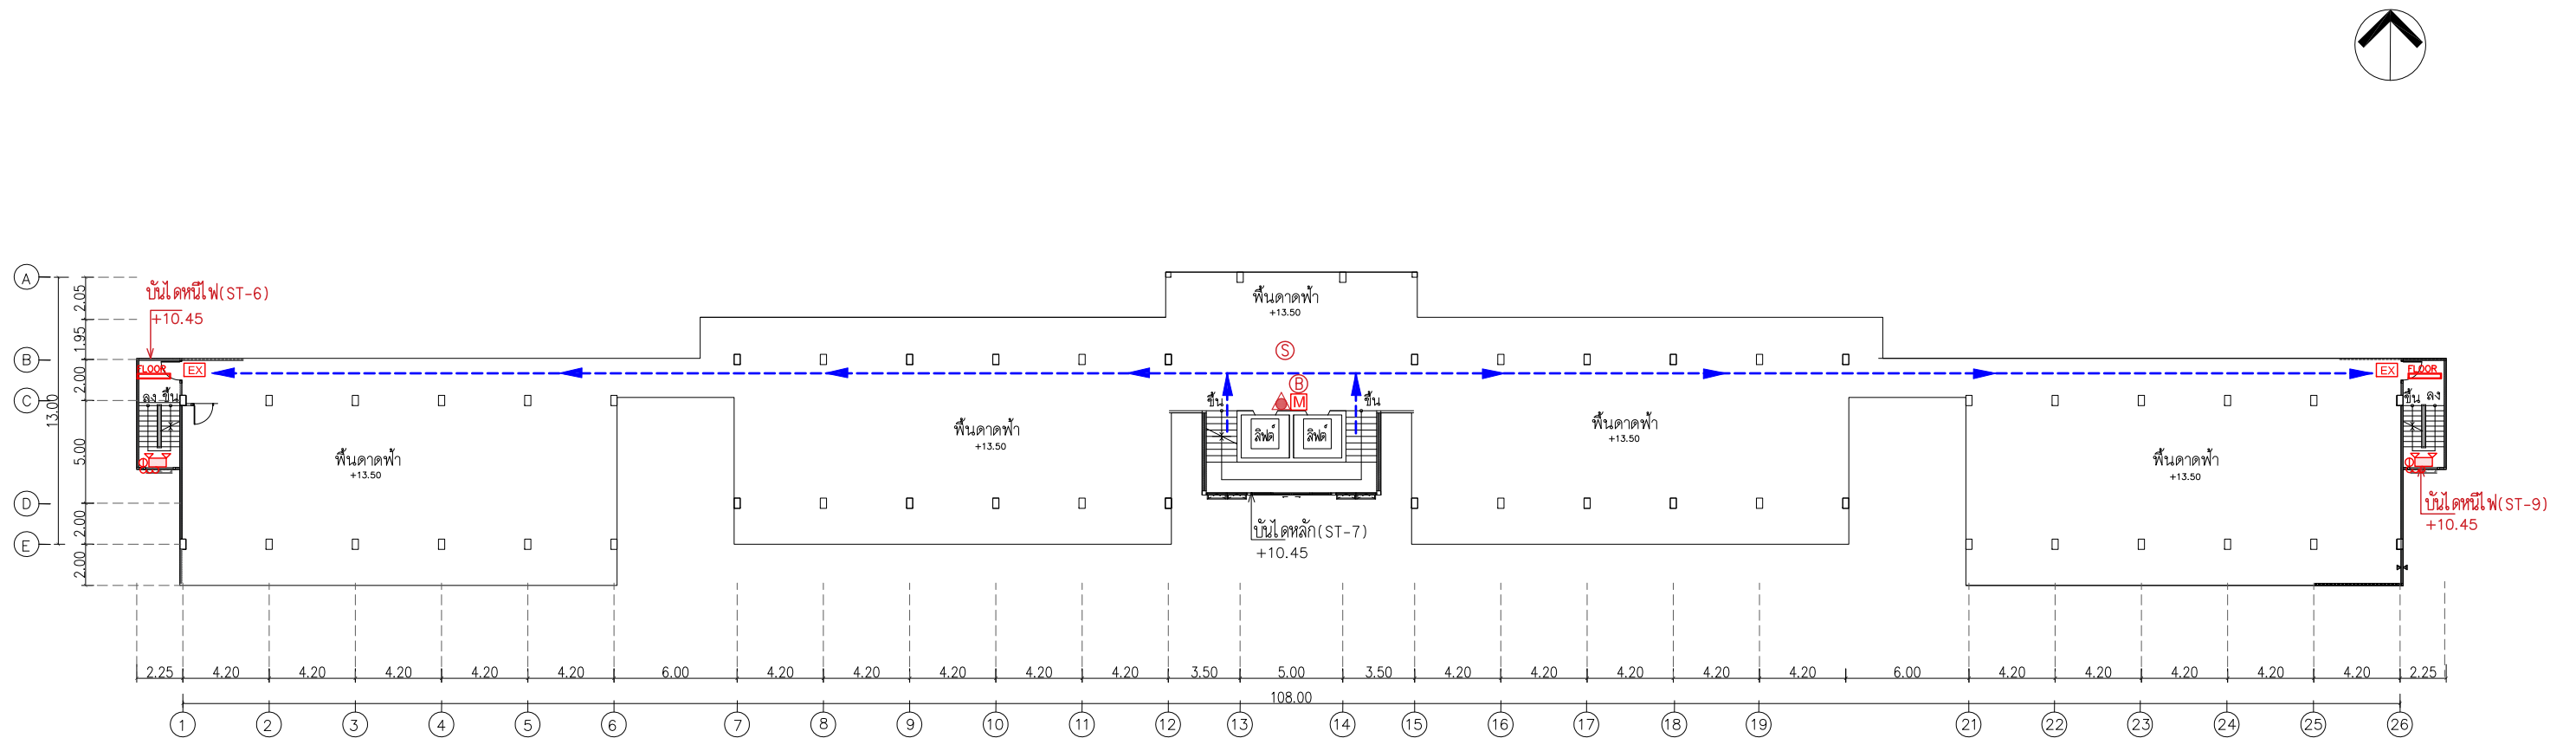 A
2.05
บันไดหนีไฟ(ST-6)
+10.45
1.95
พื้นดาดฟ้า
+13.50
B
S
FLOOR
EX
EX
FLOOR
2.00
B
M
C
13.00
ลง ขึ้น
ขึ้น
ขึ้น
ขึ้น ลง
ลิฟต์
ลิฟต์
พื้นดาดฟ้า
+13.50
พื้นดาดฟ้า
+13.50
5.00
พื้นดาดฟ้า
+13.50
พื้นดาดฟ้า
+13.50
D
บันไดหนีไฟ(ST-9)
+10.45
2.00
บันไดหลัก(ST-7)
+10.45
E
2.00
2.25 4.20 4.20 4.20 4.20 4.20 6.00 4.20 4.20 4.20 4.20 4.20 3.50 5.00 3.50 4.20 4.20 4.20 4.20 4.20 6.00 4.20 4.20 4.20 4.20 4.20 2.25
108.00
1 2 3 4 5 6 7 8 9 10 11 12 13 14 15 16 17 18 19 21 22 23 24 25 26